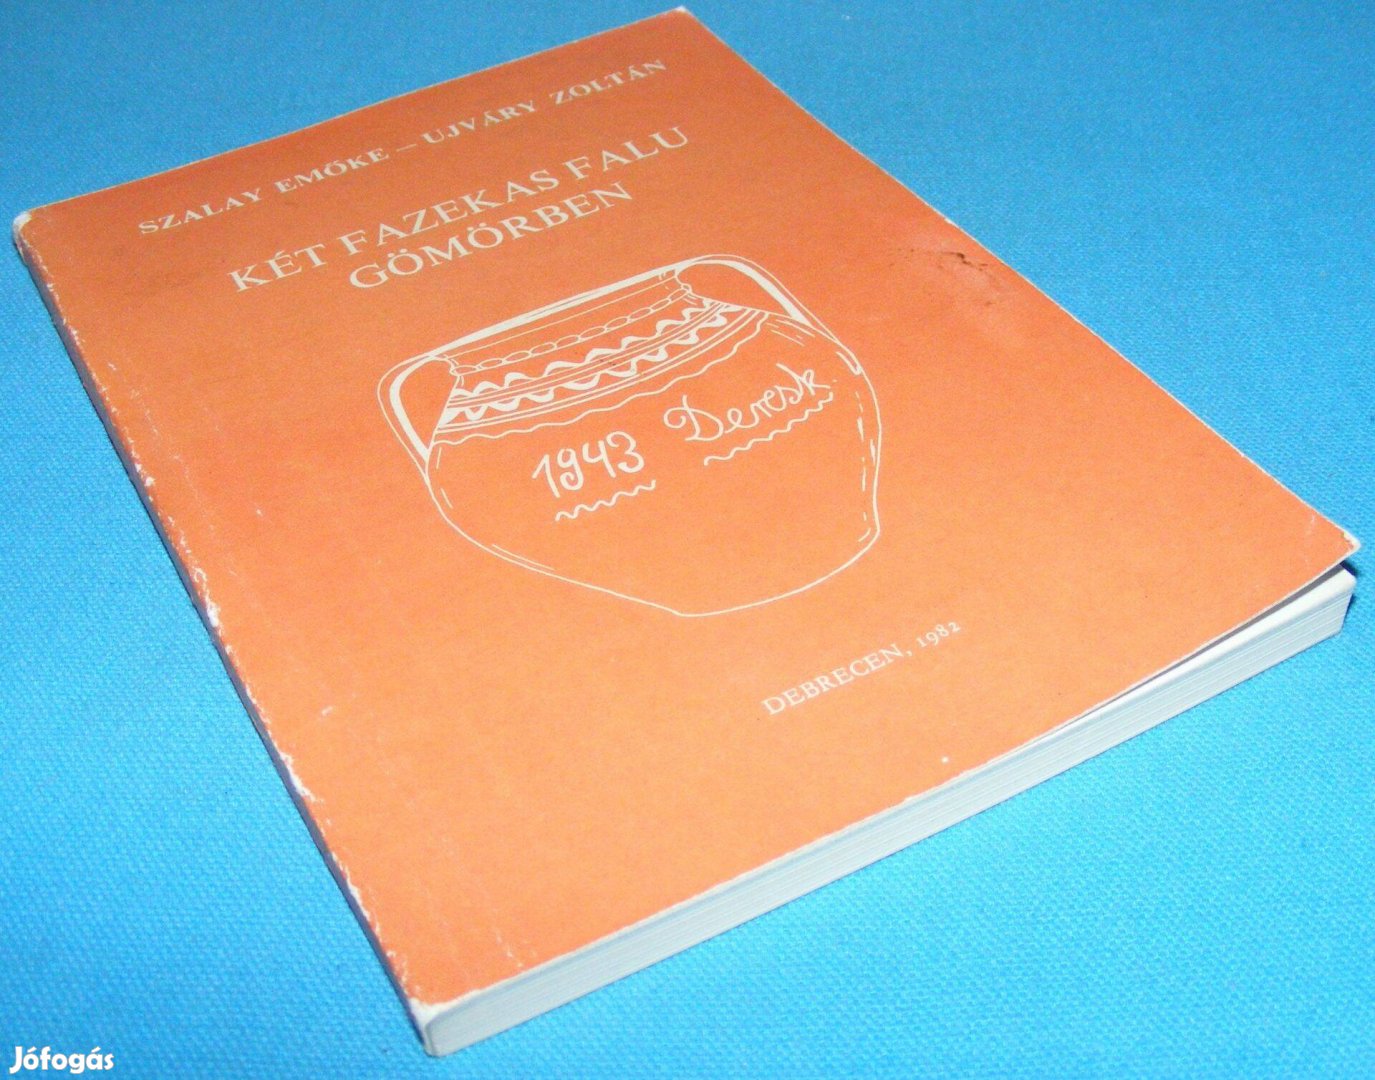 SZALAY EMŐKE – UJVÁRY ZOLTÁN
KÉT FAZEKAS FALU
GÖMÖRBEN
1943 Deresk
DEBRECEN, 1982
Jófogás